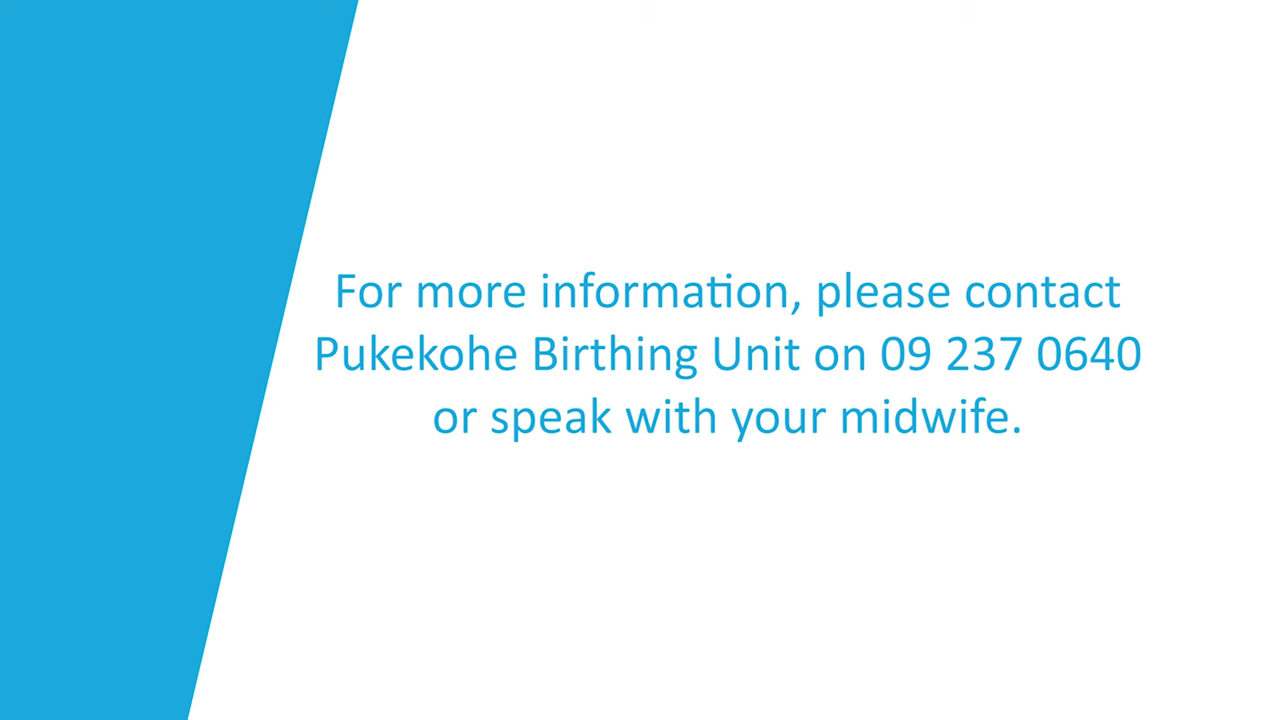 For more information, please contact
Pukekohe Birthing Unit on 09 237 0640
or speak with your midwife.